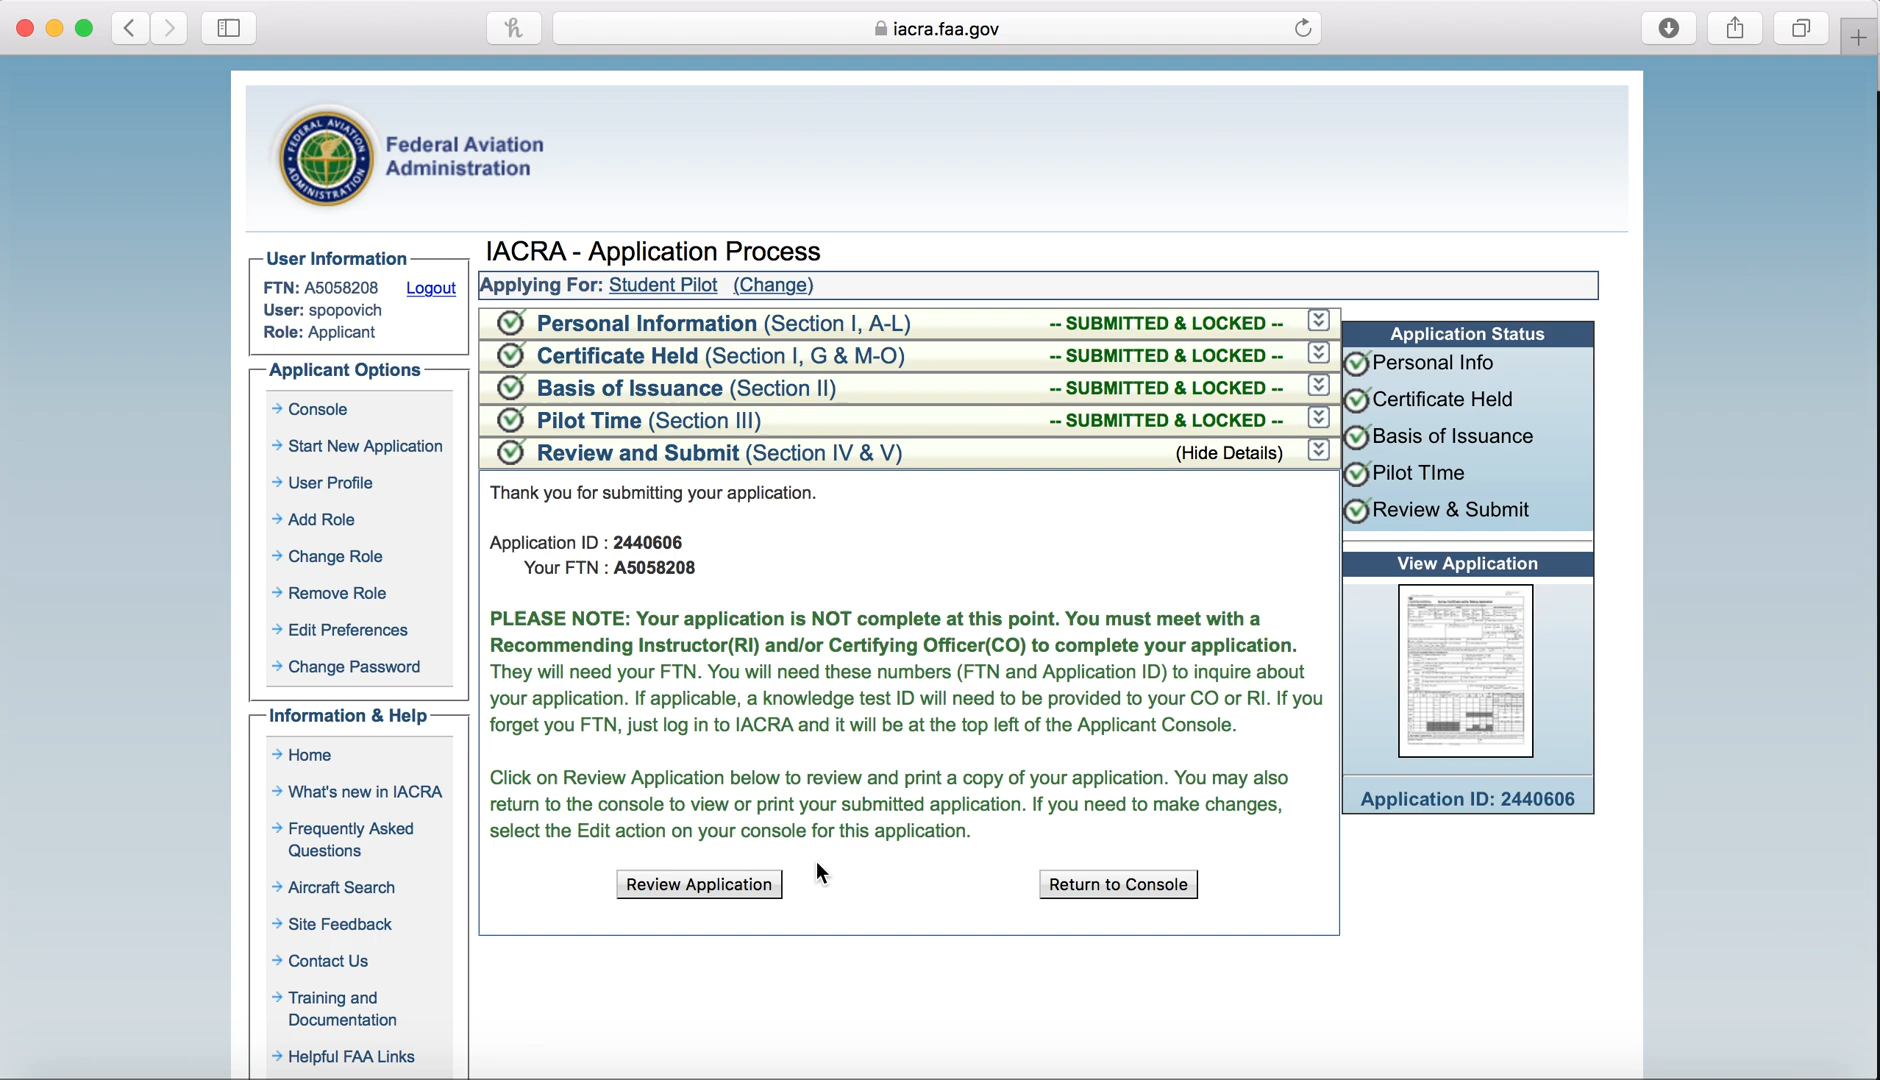 iacra.faa.gov
FEDERAL AVIATION
ADMINISTRATION
Federal Aviation
Administration
IACRA - Application Process
User Information
FTN: A5058208 Logout
User: spopovich
Role: Applicant
Applying For: Student Pilot (Change)
Personal Information (Section I, A-L) -- SUBMITTED & LOCKED --
Certificate Held (Section I, G & M-O) -- SUBMITTED & LOCKED --
Basis of Issuance (Section II) -- SUBMITTED & LOCKED --
Pilot Time (Section III) -- SUBMITTED & LOCKED --
Review and Submit (Section IV & V) (Hide Details)
Applicant Options
Console
Start New Application
User Profile
Add Role
Change Role
Remove Role
Edit Preferences
Change Password
Information & Help
Home
What's new in IACRA
Frequently Asked
Questions
Aircraft Search
Site Feedback
Contact Us
Training and
Documentation
Helpful FAA Links
Thank you for submitting your application.
Application ID : 2440606
Your FTN : A5058208
PLEASE NOTE: Your application is NOT complete at this point. You must meet with a
Recommending Instructor(RI) and/or Certifying Officer(CO) to complete your application.
They will need your FTN. You will need these numbers (FTN and Application ID) to inquire about
your application. If applicable, a knowledge test ID will need to be provided to your CO or RI. If you
forget you FTN, just log in to IACRA and it will be at the top left of the Applicant Console.
Click on Review Application below to review and print a copy of your application. You may also
return to the console to view or print your submitted application. If you need to make changes,
select the Edit action on your console for this application.
Review Application Return to Console
Application Status
Personal Info
Certificate Held
Basis of Issuance
Pilot TIme
Review & Submit
View Application
Application ID: 2440606